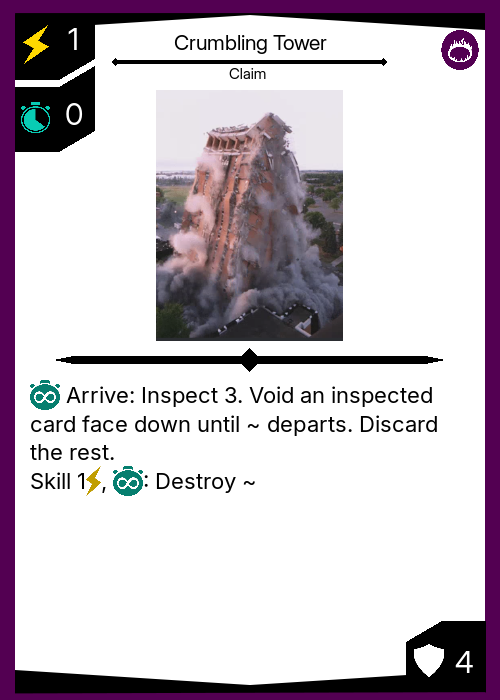 1
Crumbling Tower
Claim
0
Arrive: Inspect 3. Void an inspected
card face down until ~ departs. Discard
the rest.
Skill 1, : Destroy ~
4